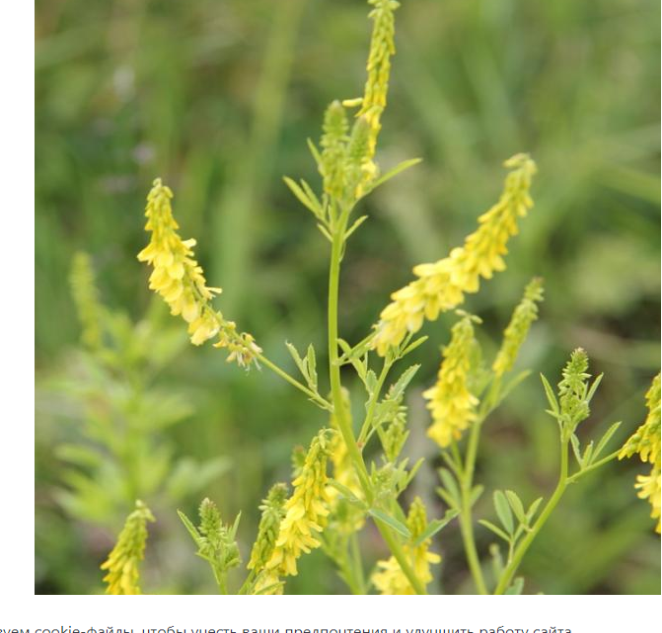 cookie-файлы, чтобы учесть ваши предпочтения и улучшить работу сайта